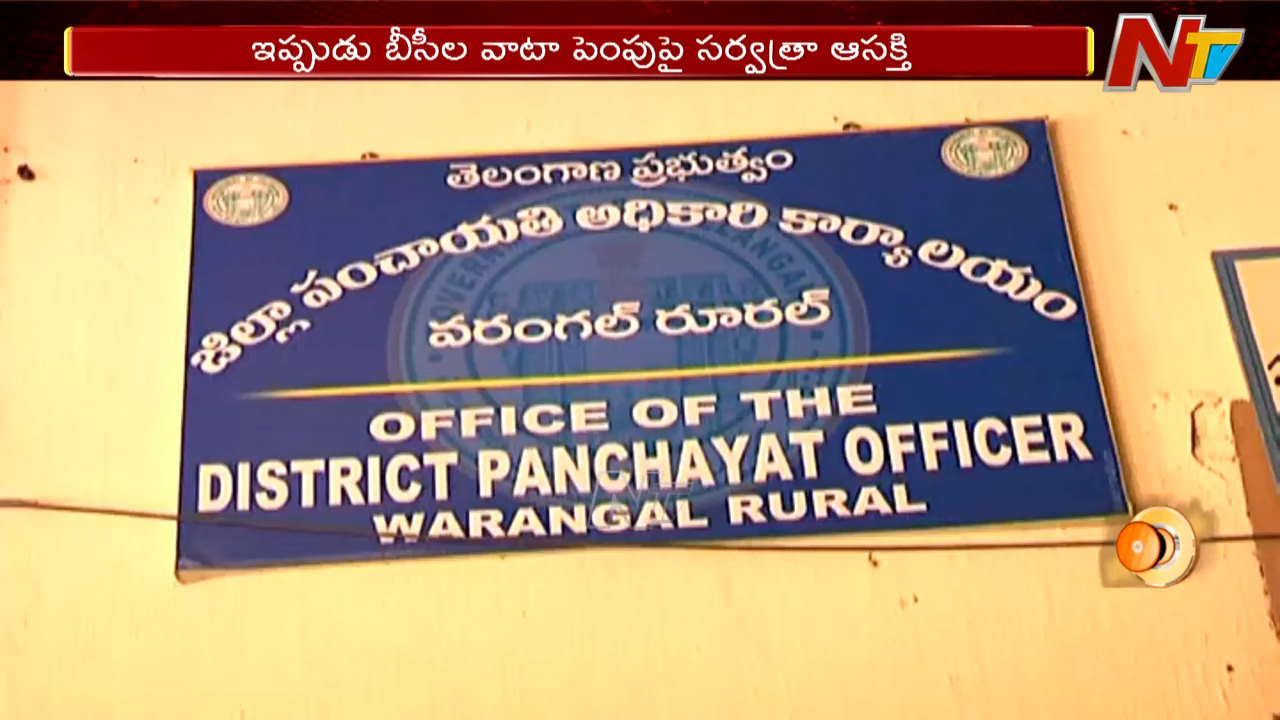 ఇప్పుడు బీసీల వాటా పెంపుపై సర్వత్రా ఆసక్తి
NTV
తెలంగాణ ప్రభుత్వం
జిల్లా పంచాయతి అధికారి కార్యాలయం
వరంగల్ రూరల్
OFFICE OF THE
DISTRICT PANCHAYAT OFFICER
WARANGAL RURAL